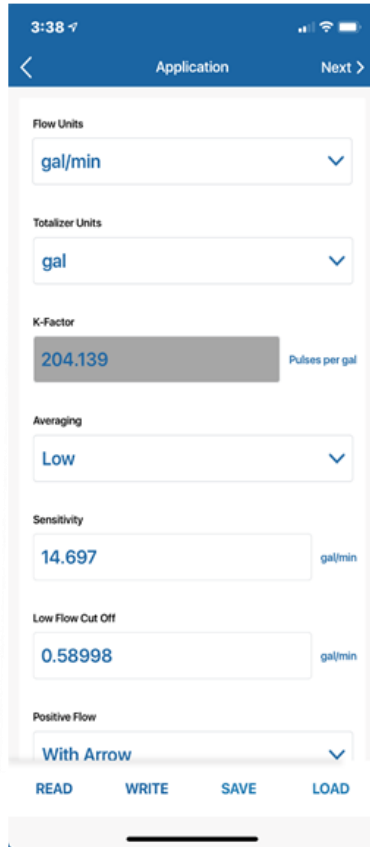 3:38
Application Next
Flow Units
gal/min
Totalizer Units
gal
K-Factor
204.139 Pulses per gal
Averaging
Low
Sensitivity
14.697 gal/min
Low Flow Cut Off
0.58998 gal/min
Positive Flow
With Arrow
READ WRITE SAVE LOAD